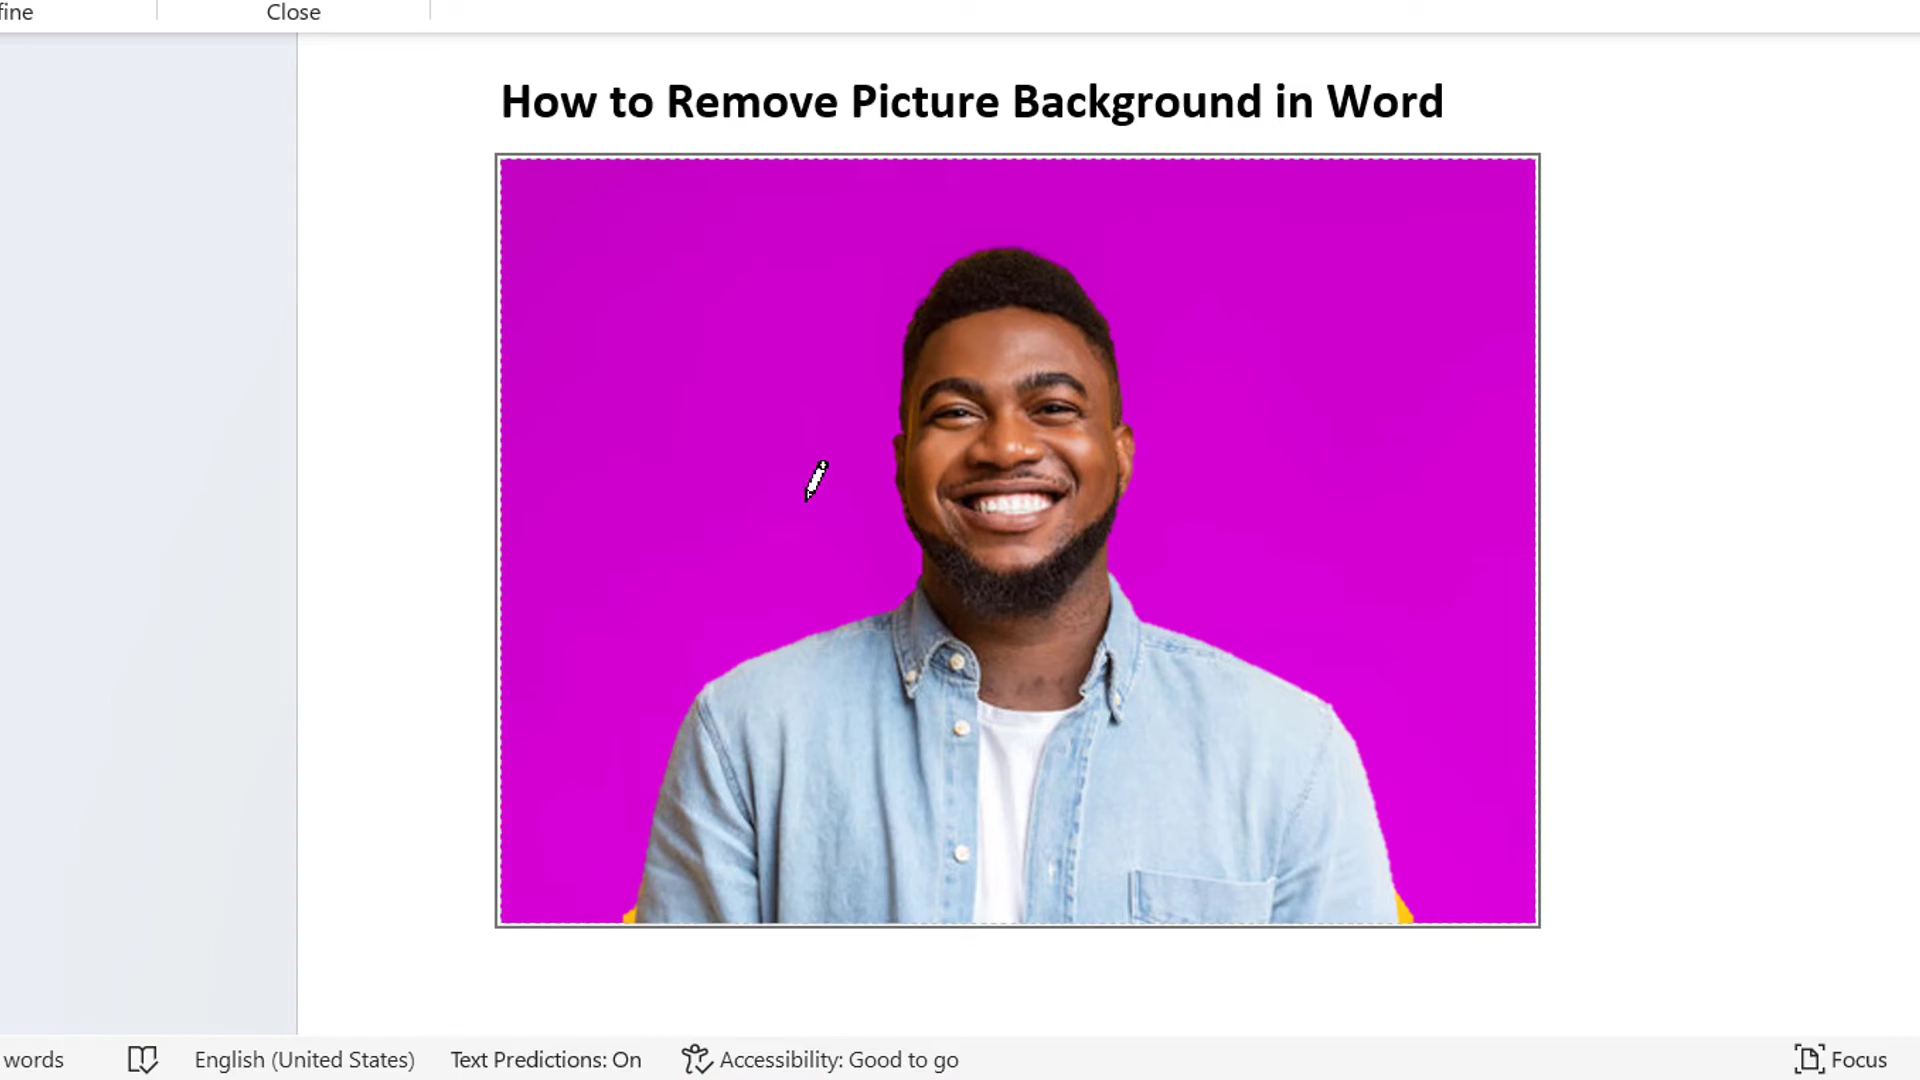 fine
Close
How to Remove Picture Background in Word
words
English (United States)
Text Predictions: On
Accessibility: Good to go
Focus